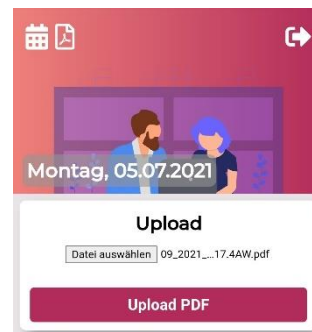 Montag, 05.07.2021
Upload
Datei auswählen 09_2021_...17.4AW.pdf
Upload PDF